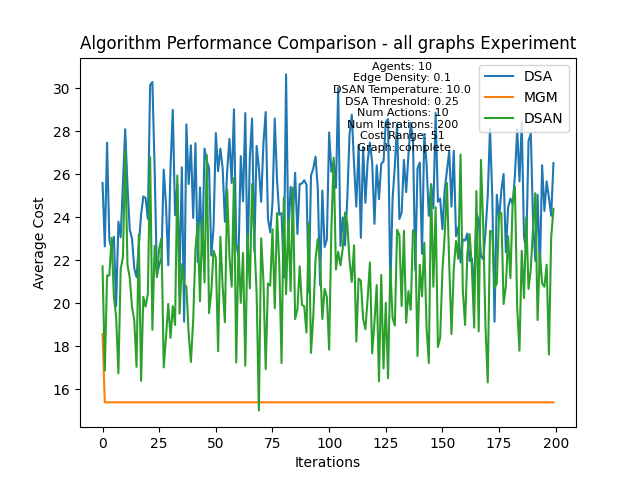 Algorithm Performance Comparison - all graphs Experiment
Agents: 10
Edge Density: 0.1
DSAN Temperature: 10.0
DSA Threshold: 0.25
Num Actions: 10
Num Iterations: 200
Cost Range: 51
Graph: complete
DSA
MGM
DSAN
30
28
26
24
22
20
18
16
Average Cost
0
25
50
75
100
125
150
175
200
Iterations